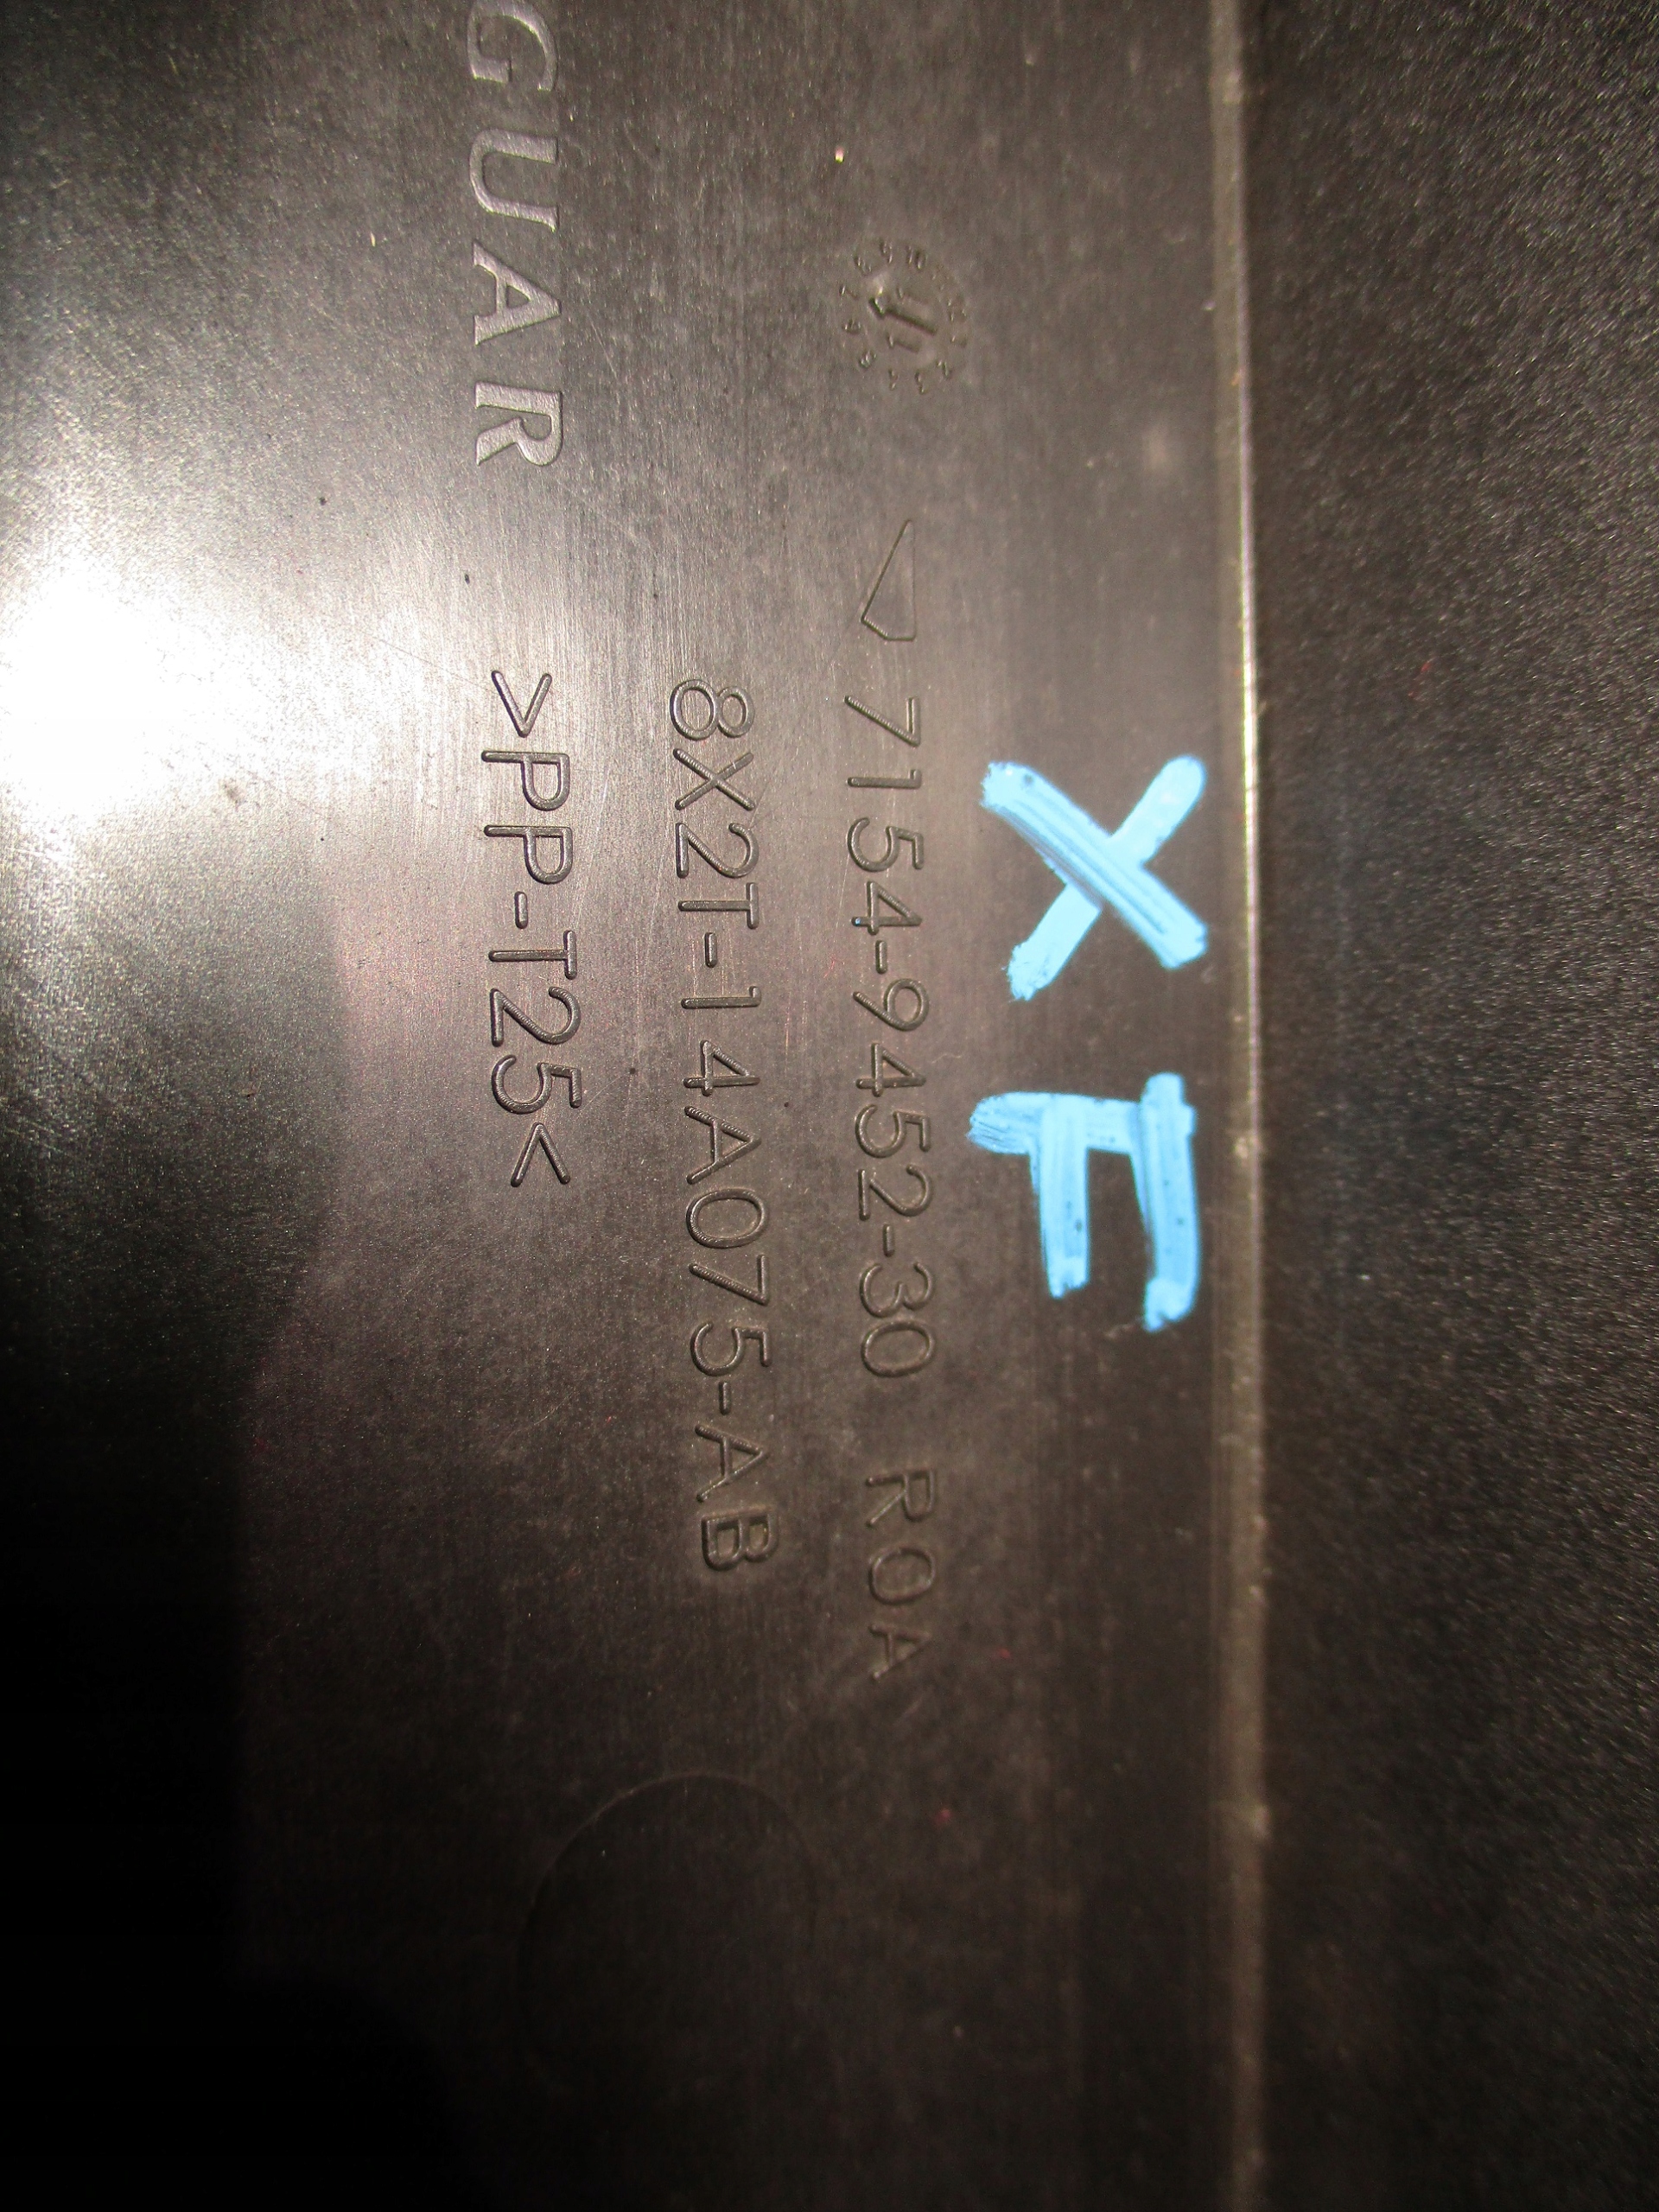 XF
7154-9452-30 ROA
8X2T-14A075-AB
GUAR >PP-T25<